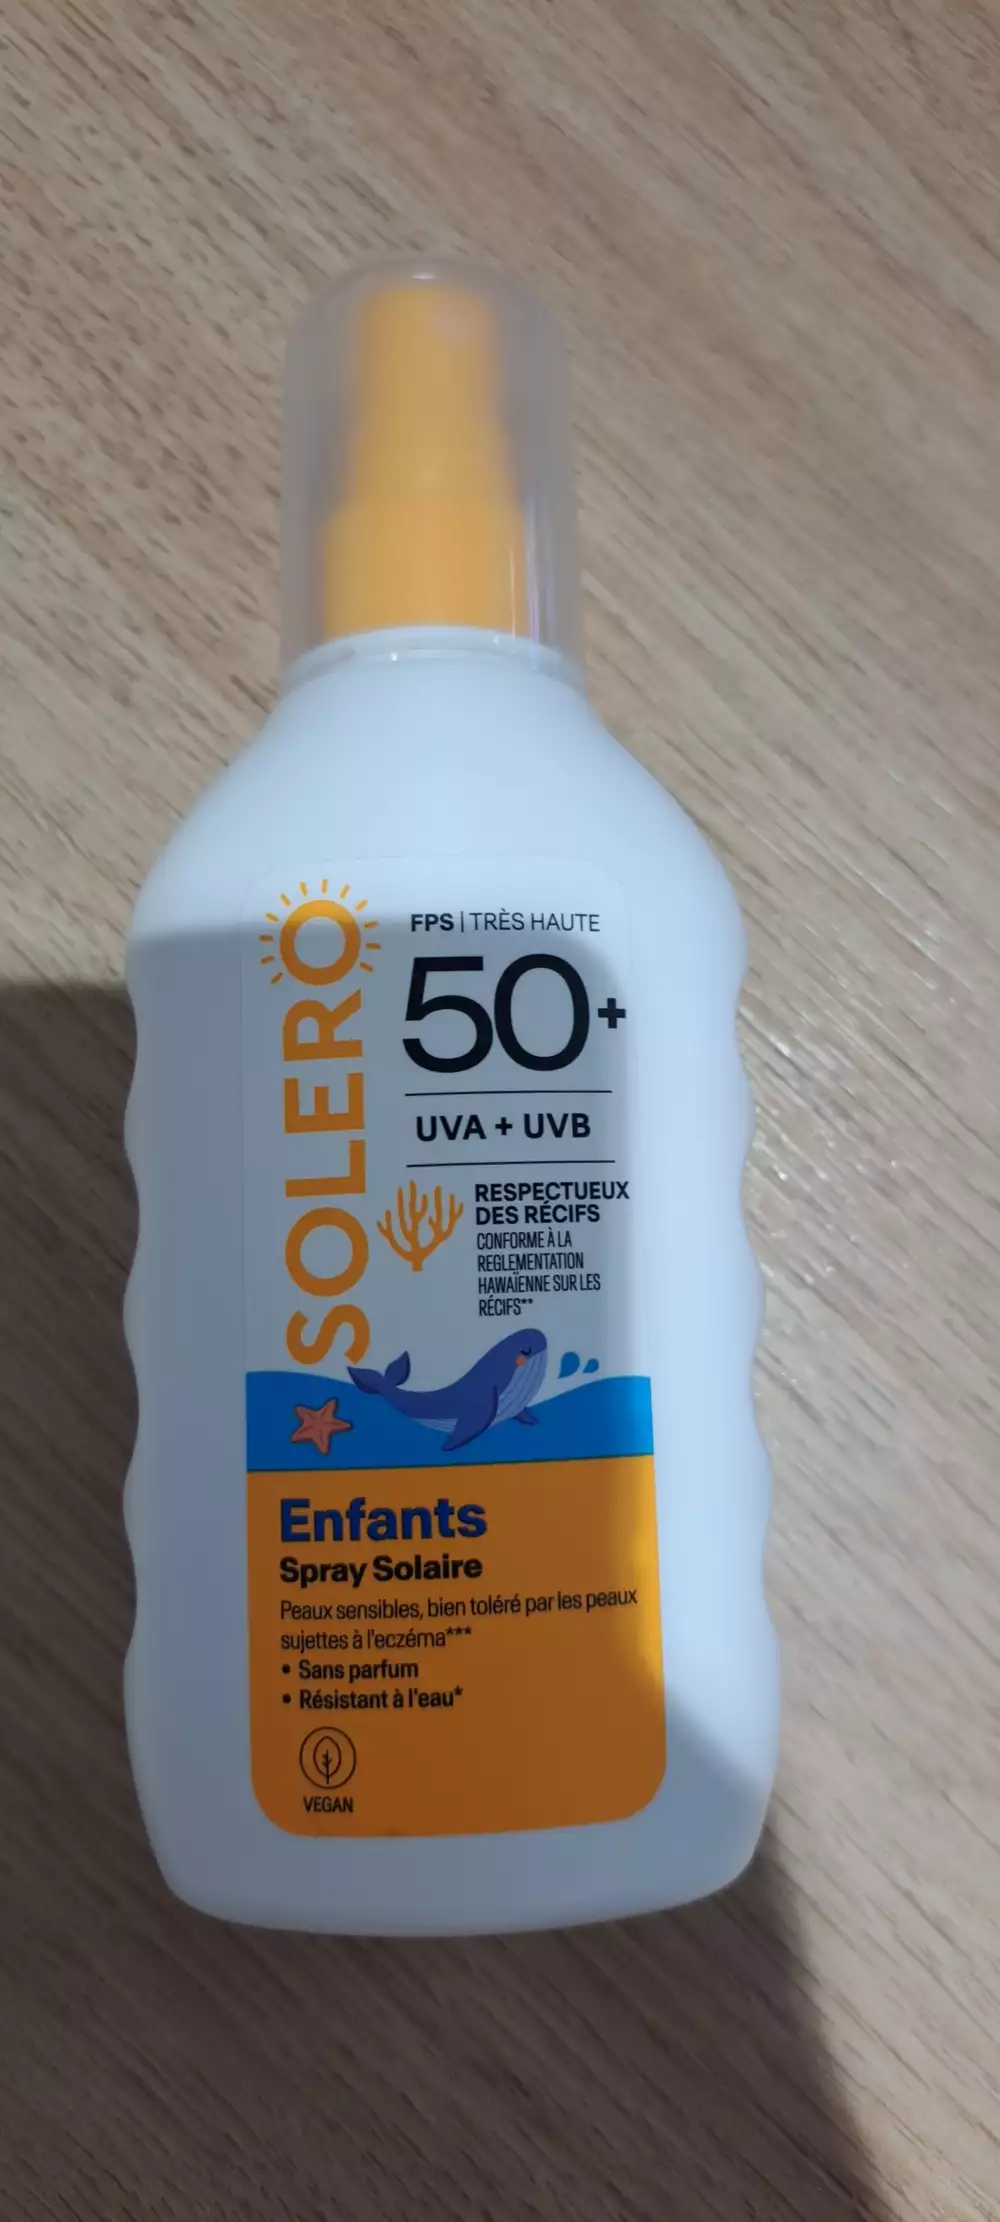 SOLERO
FPS | TRÈS HAUTE
50+
UVA + UVB
RESPECTUEUX
DES RÉCIFS
CONFORME À LA
REGLEMENTATION
HAWAÏENNE SUR LES
RÉCIFS**
Enfants
Spray Solaire
Peaux sensibles, bien toléré par les peaux
sujettes à l'eczéma***
• Sans parfum
• Résistant à l'eau*
VEGAN